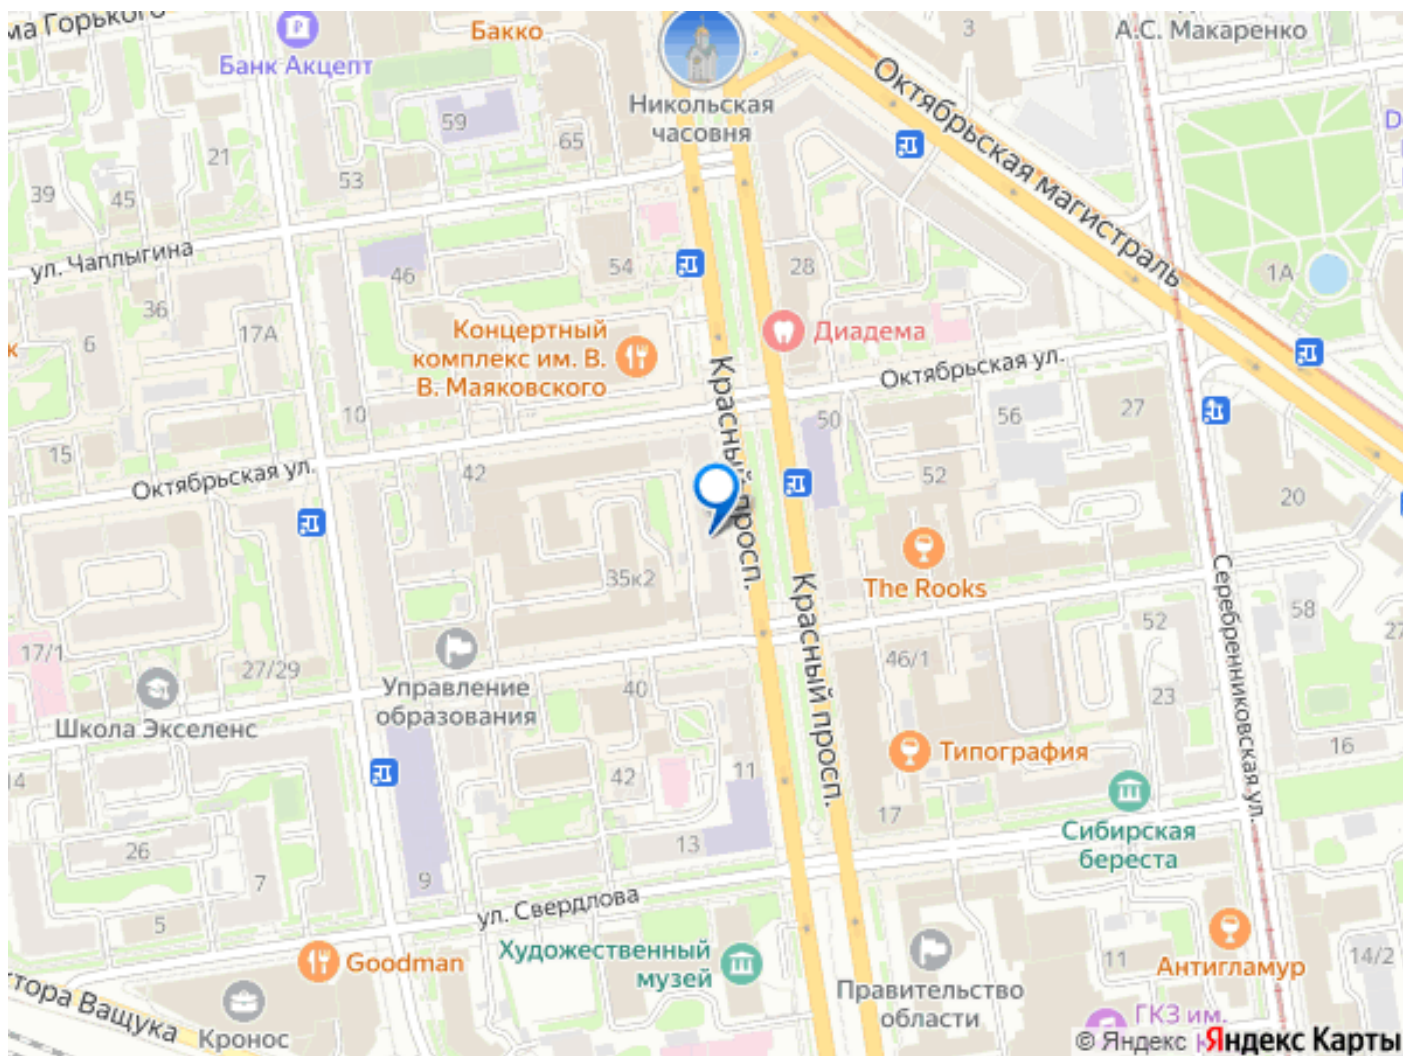 ма Горького
Банк Акцепт
Бакко
3
А.С. Макаренко
Никольская
часовня
Октябрьская магистраль
59
65
21
53
39
45
ул. Чаплыгина
46
54
28
1А
36
17А
6
Концертный
комплекс им. В.
В. Маяковского
Диадема
Красный просп.
Октябрьская ул.
10
50
56
27
15
Октябрьская ул.
42
52
20
35к2
The Rooks
Красный просп.
Серебренниковская ул.
17/1
27/29
Школа Экселенс
Управление
образования
40
46/1
52
58
27
23
Типография
16
14
42
11
17
Сибирская
береста
26
13
7
9
5
ул. Свердлова
Goodman
Художественный
музей
Правительство
области
11
Антигламур
14/2
тора Ващука
Кронос
ГКЗ им.
© Яндекс Яндекс Карты